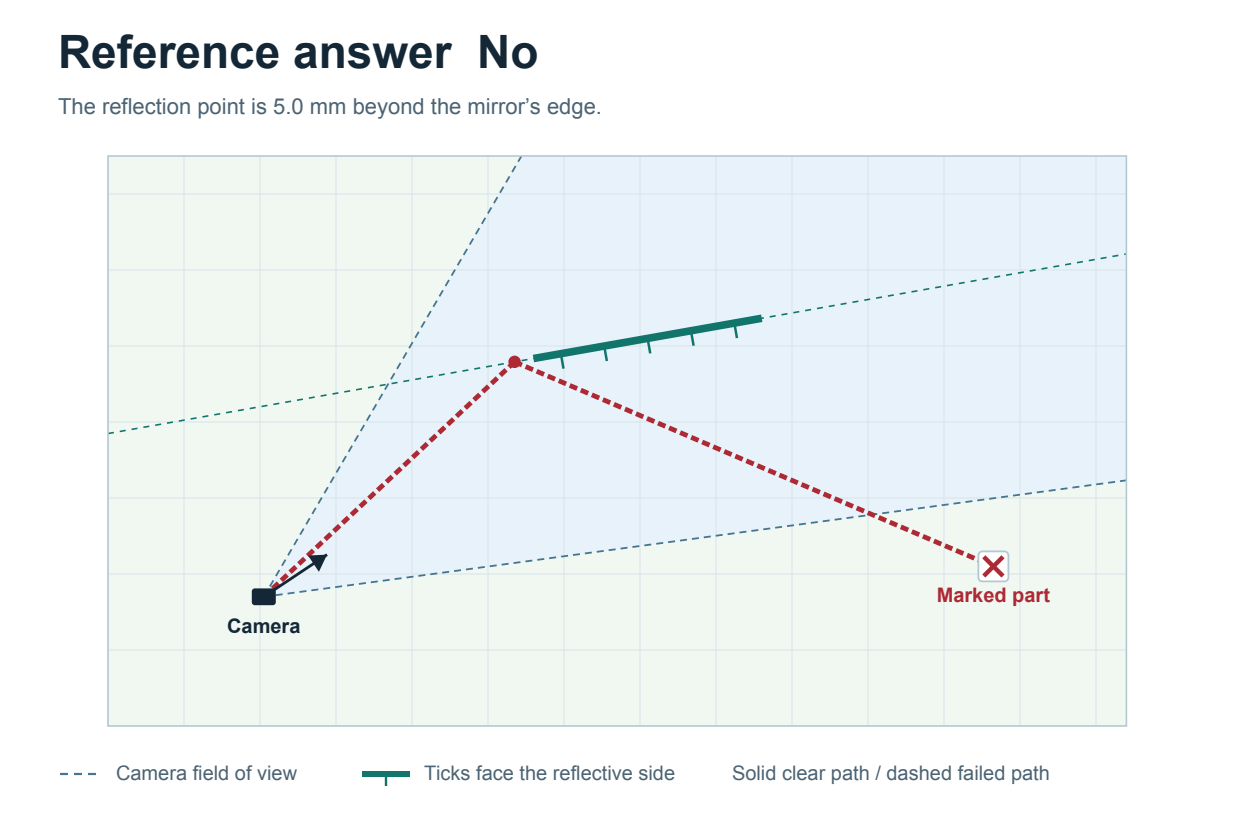 Reference answer  No
The reflection point is 5.0 mm beyond the mirror’s edge.
Camera
Marked part
Camera field of view
Ticks face the reflective side
Solid clear path / dashed failed path